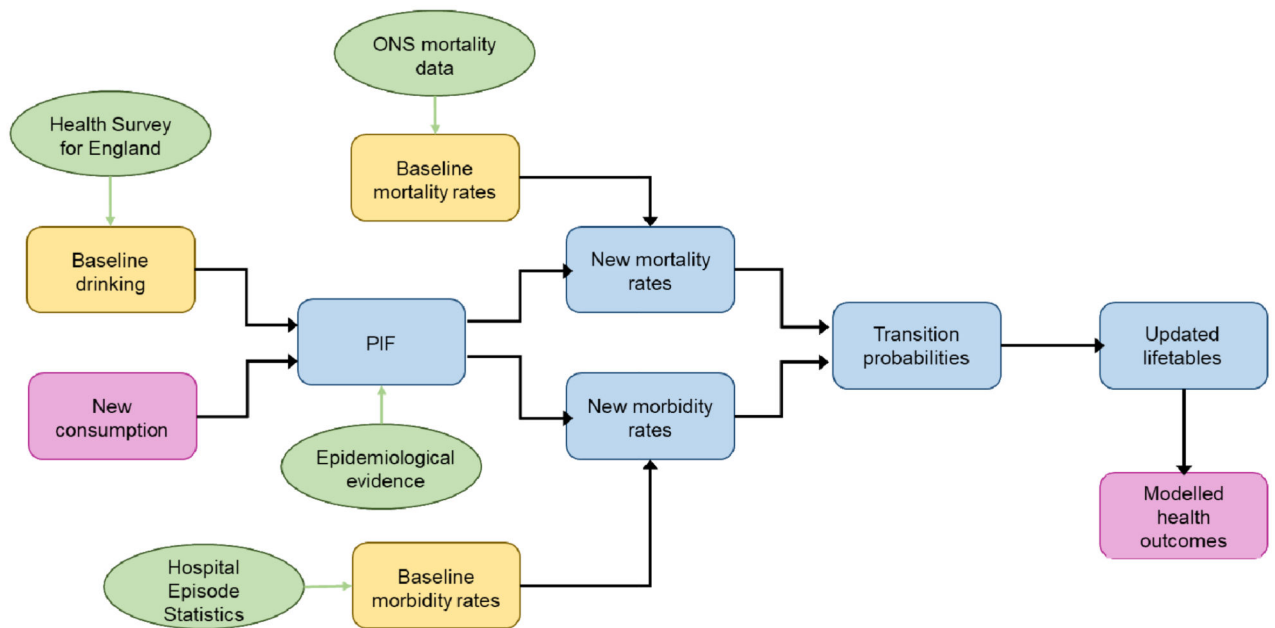 ONS mortality
data
Health Survey
for England
Baseline
mortality rates
Baseline
drinking
New mortality
rates
PIF
Transition
probabilities
Updated
lifetables
New
consumption
New morbidity
rates
Epidemiological
evidence
Modelled
health
outcomes
Hospital
Episode
Statistics
Baseline
morbidity rates